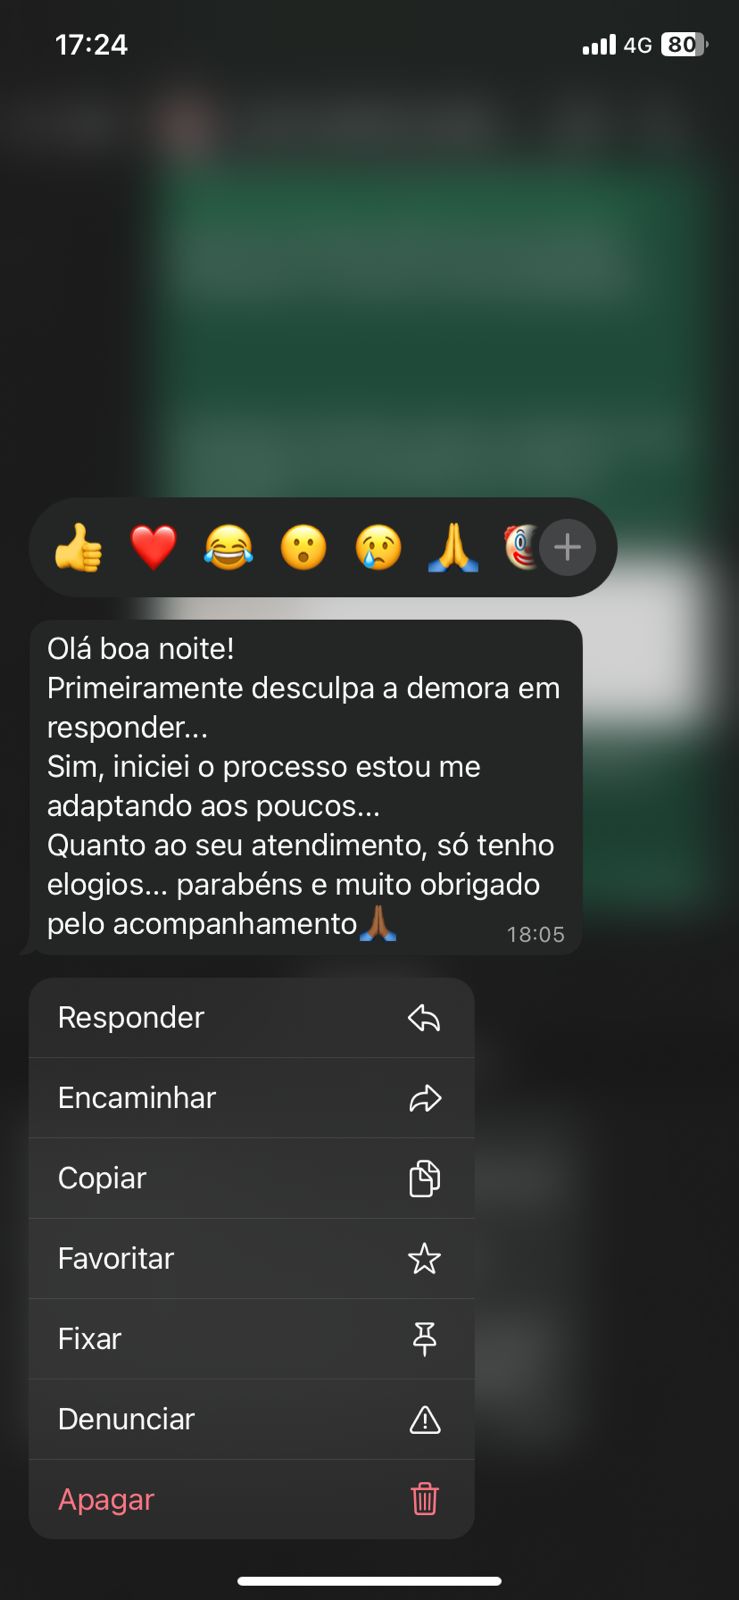 17:24
4G
80
Olá boa noite!
Primeiramente desculpa a demora em
responder...
Sim, iniciei o processo estou me
adaptando aos poucos...
Quanto ao seu atendimento, só tenho
elogios... parabéns e muito obrigado
pelo acompanhamento🙏🏾
18:05
Responder
Encaminhar
Copiar
Favoritar
Fixar
Denunciar
Apagar